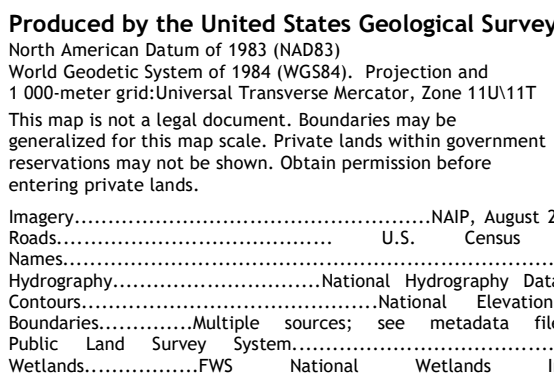 Produced by the United States Geological Survey
North American Datum of 1983 (NAD83)
World Geodetic System of 1984 (WGS84). Projection and
1 000-meter grid:Universal Transverse Mercator, Zone 11U\11T
This map is not a legal document. Boundaries may be
generalized for this map scale. Private lands within government
reservations may not be shown. Obtain permission before
entering private lands.
Imagery....................................................NAIP, August 2
Roads........................................ U.S. Census
Names......................................................................
Hydrography..............................National Hydrography Data
Contours...........................................National Elevation
Boundaries..............Multiple sources; see metadata file
Public Land Survey System......................................
Wetlands.................FWS National Wetlands